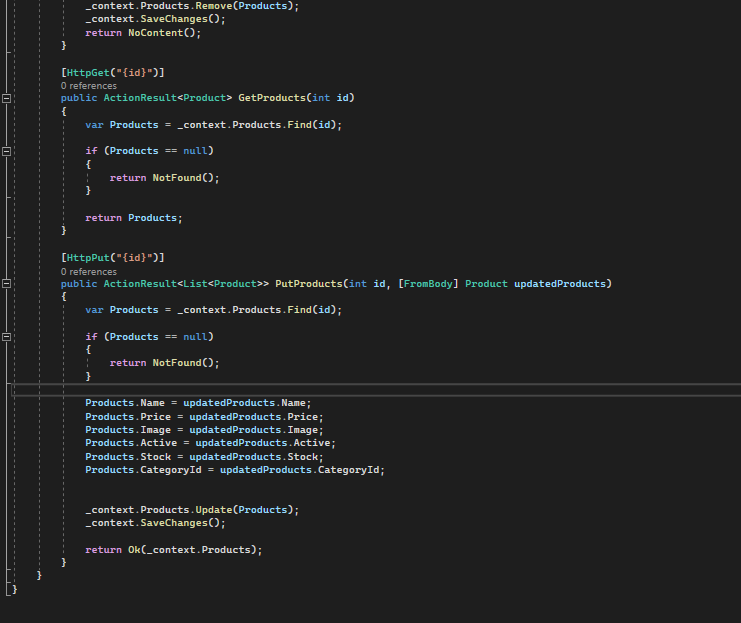 _context.Products.Remove(Products);
_context.SaveChanges();
return NoContent();
}
[HttpGet("{id}")]
0 references
public ActionResult<Product> GetProducts(int id)
{
var Products = _context.Products.Find(id);
if (Products == null)
{
return NotFound();
}
return Products;
}
[HttpPut("{id}")]
0 references
public ActionResult<List<Product>> PutProducts(int id, [FromBody] Product updatedProducts)
{
var Products = _context.Products.Find(id);
if (Products == null)
{
return NotFound();
}
Products.Name = updatedProducts.Name;
Products.Price = updatedProducts.Price;
Products.Image = updatedProducts.Image;
Products.Active = updatedProducts.Active;
Products.Stock = updatedProducts.Stock;
Products.CategoryId = updatedProducts.CategoryId;
_context.Products.Update(Products);
_context.SaveChanges();
return Ok(_context.Products);
}
}
}